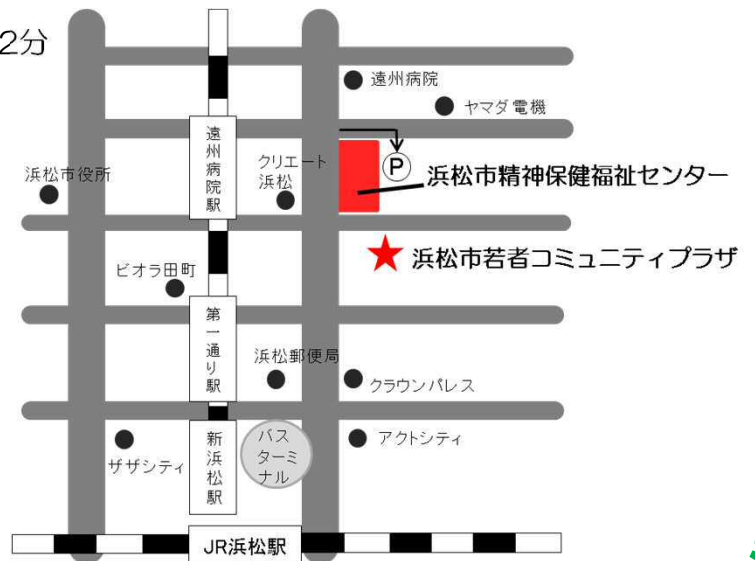 2分
遠州病院
ヤマダ電機
遠州病院駅
クリエート
浜松
P
浜松市役所
浜松市精神保健福祉センター
浜松市若者コミュニティプラザ
ビオラ田町
第一通り駅
浜松郵便局
クラウンパレス
ザザシティ
新浜松駅
バス
ターミ
ナル
アクトシティ
JR浜松駅